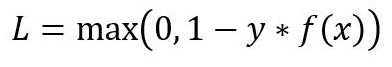 L = max(0, 1 − y * f(x))